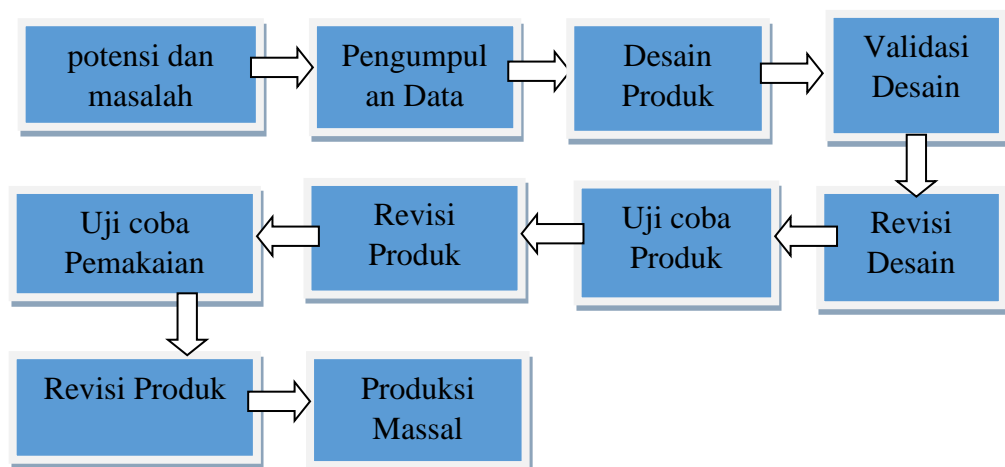 potensi dan
masalah
Pengumpul
an Data
Desain
Produk
Validasi
Desain
Revisi
Desain
Uji coba
Produk
Revisi
Produk
Uji coba
Pemakaian
Revisi Produk
Produksi
Massal